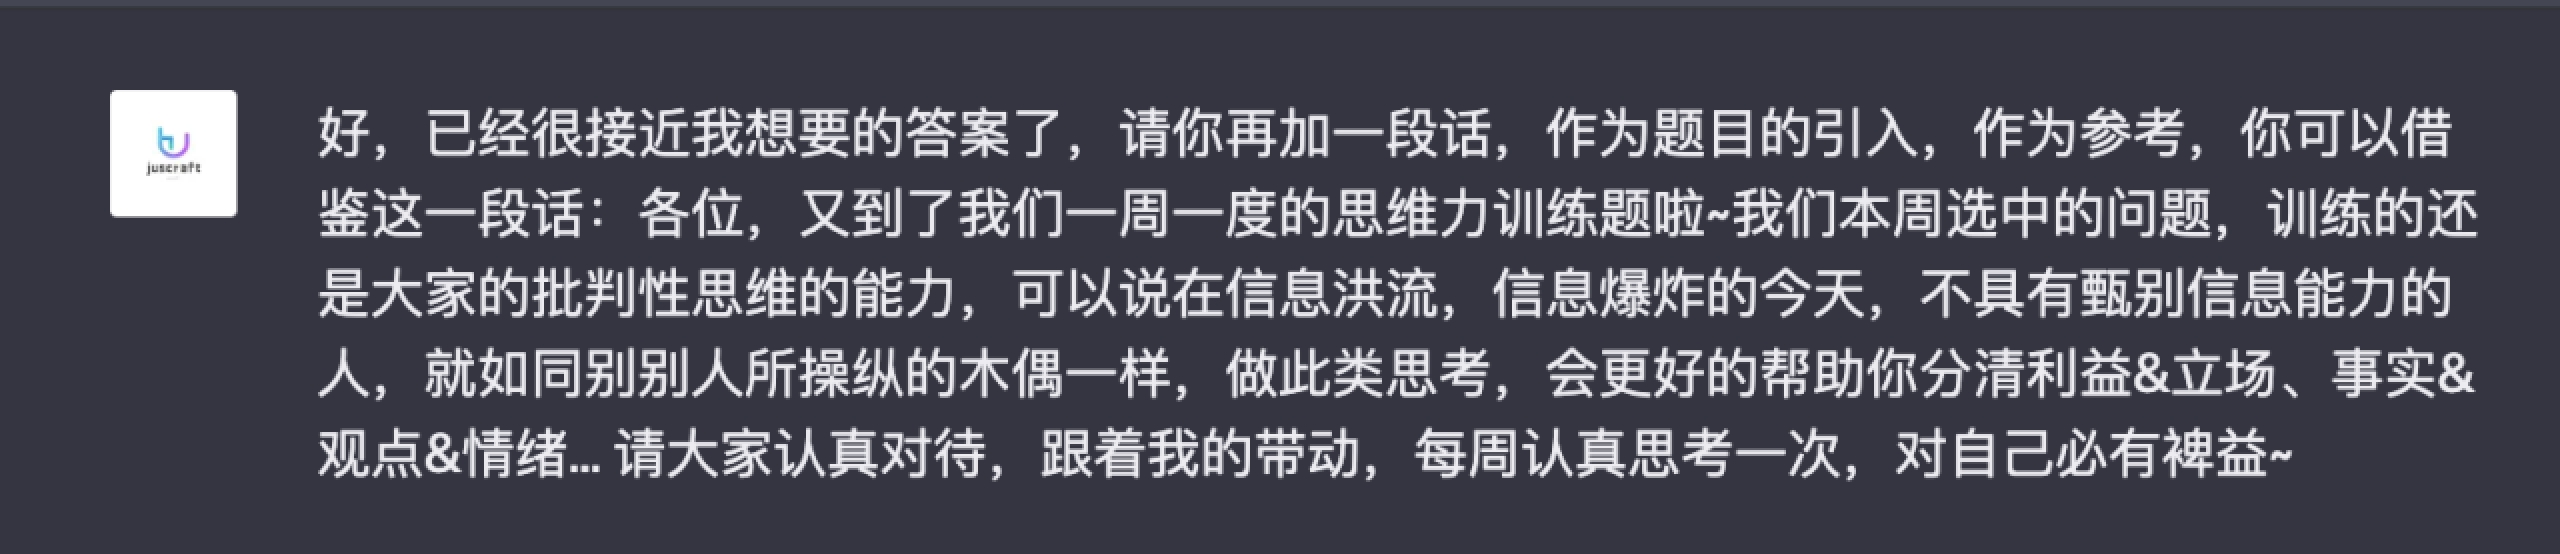 juscraft
好，已经很接近我想要的答案了，请你再加一段话，作为题目的引入，作为参考，你可以借
鉴这一段话：各位，又到了我们一周一度的思维力训练题啦~我们本周选中的问题，训练的还
是大家的批判性思维的能力，可以说在信息洪流，信息爆炸的今天，不具有甄别信息能力的
人，就如同别别人所操纵的木偶一样，做此类思考，会更好的帮助你分清利益&立场、事实&
观点&情绪... 请大家认真对待，跟着我的带动，每周认真思考一次，对自己必有裨益~